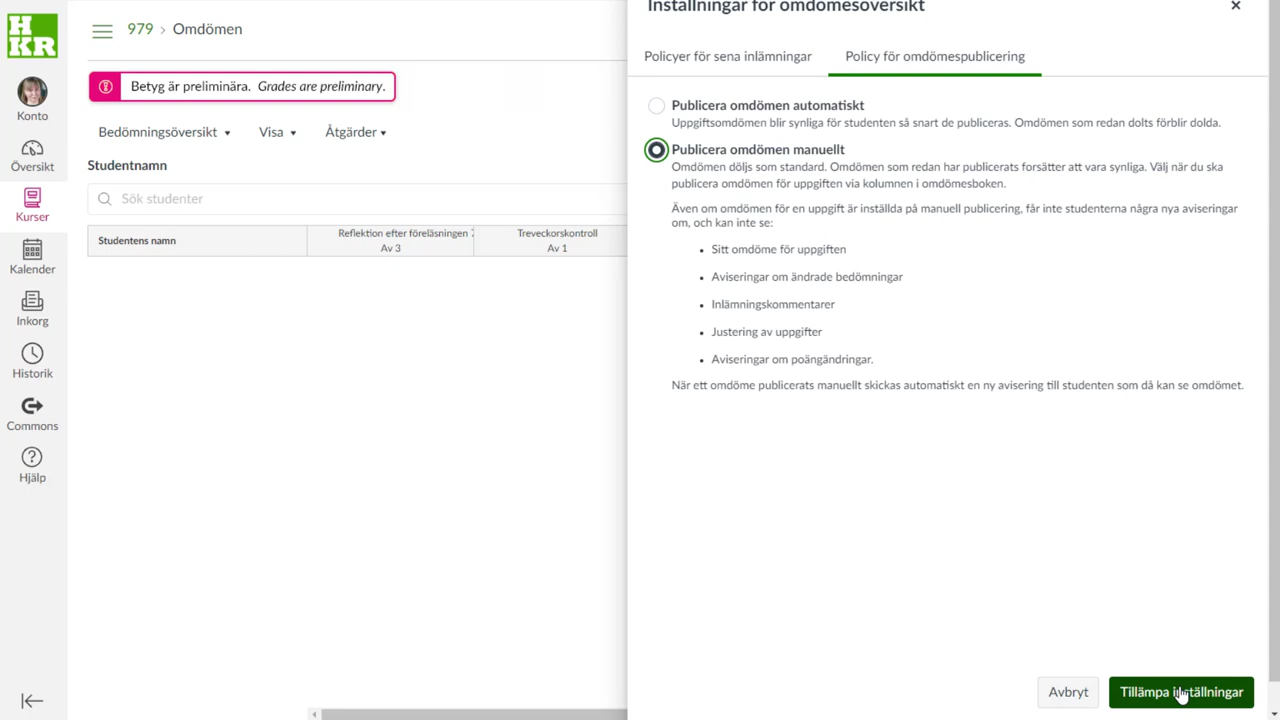 HKR
Konto
Översikt
Kurser
Kalender
Inkorg
Historik
Commons
Hjälp
979 › Omdömen
Betyg är preliminära. Grades are preliminary.
Bedömningsöversikt ▾ Visa ▾ Åtgärder ▾
Studentnamn
Sök studenter
Studentens namn
Reflektion efter föreläsningen
Av 3
Treveckorskontroll
Av 1
Inställningar för omdömesöversikt
Policyer för sena inlämningar
Policy för omdömespublicering
Publicera omdömen automatiskt
Uppgiftsomdömen blir synliga för studenten så snart de publiceras. Omdömen som redan dolts förblir dolda.
Publicera omdömen manuellt
Omdömen döljs som standard. Omdömen som redan har publicerats forsätter att vara synliga. Välj när du ska
publicera omdömen för uppgiften via kolumnen i omdömesboken.
Även om omdömen för en uppgift är inställda på manuell publicering, får inte studenterna några nya aviseringar
om, och kan inte se:
• Sitt omdöme för uppgiften
• Aviseringar om ändrade bedömningar
• Inlämningskommentarer
• Justering av uppgifter
• Aviseringar om poängändringar.
När ett omdöme publicerats manuellt skickas automatiskt en ny avisering till studenten som då kan se omdömet.
Avbryt
Tillämpa inställningar